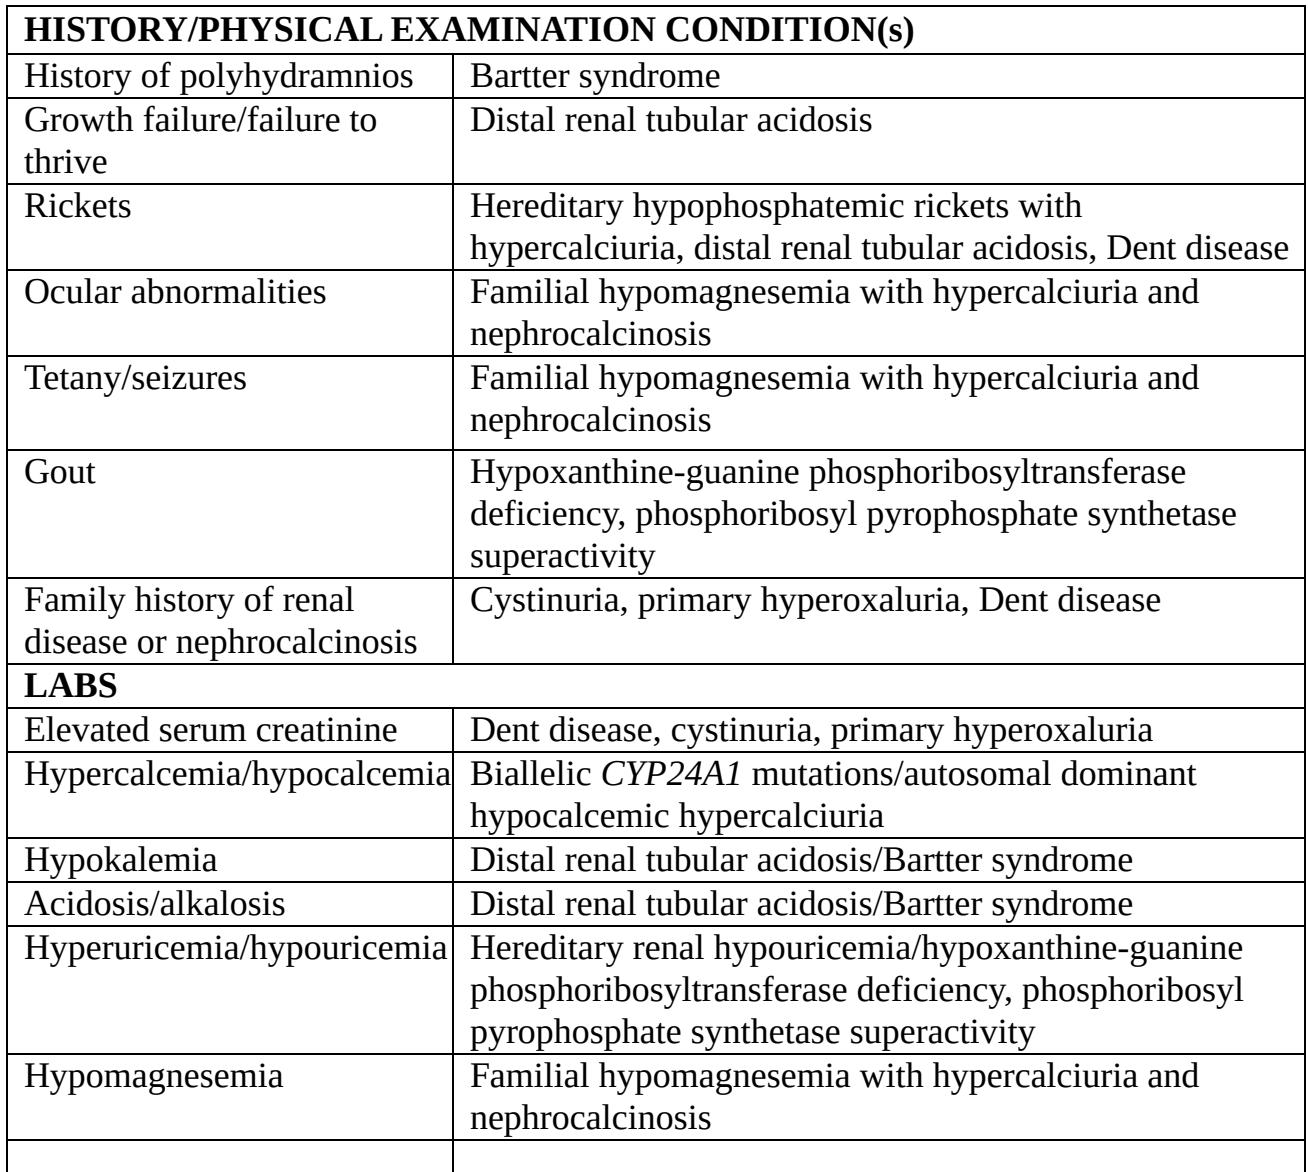 HISTORY/PHYSICAL EXAMINATION CONDITION(s)
History of polyhydramnios Bartter syndrome
Growth failure/failure to Distal renal tubular acidosis
thrive
Rickets Hereditary hypophosphatemic rickets with
hypercalciuria, distal renal tubular acidosis, Dent disease
Ocular abnormalities Familial hypomagnesemia with hypercalciuria and
nephrocalcinosis
Tetany/seizures Familial hypomagnesemia with hypercalciuria and
nephrocalcinosis
Gout Hypoxanthine-guanine phosphoribosyltransferase
deficiency, phosphoribosyl pyrophosphate synthetase
superactivity
Family history of renal Cystinuria, primary hyperoxaluria, Dent disease
disease or nephrocalcinosis
LABS
Elevated serum creatinine Dent disease, cystinuria, primary hyperoxaluria
Hypercalcemia/hypocalcemia Biallelic CYP24A1 mutations/autosomal dominant
hypocalcemic hypercalciuria
Hypokalemia Distal renal tubular acidosis/Bartter syndrome
Acidosis/alkalosis Distal renal tubular acidosis/Bartter syndrome
Hyperuricemia/hypouricemia Hereditary renal hypouricemia/hypoxanthine-guanine
phosphoribosyltransferase deficiency, phosphoribosyl
pyrophosphate synthetase superactivity
Hypomagnesemia Familial hypomagnesemia with hypercalciuria and
nephrocalcinosis